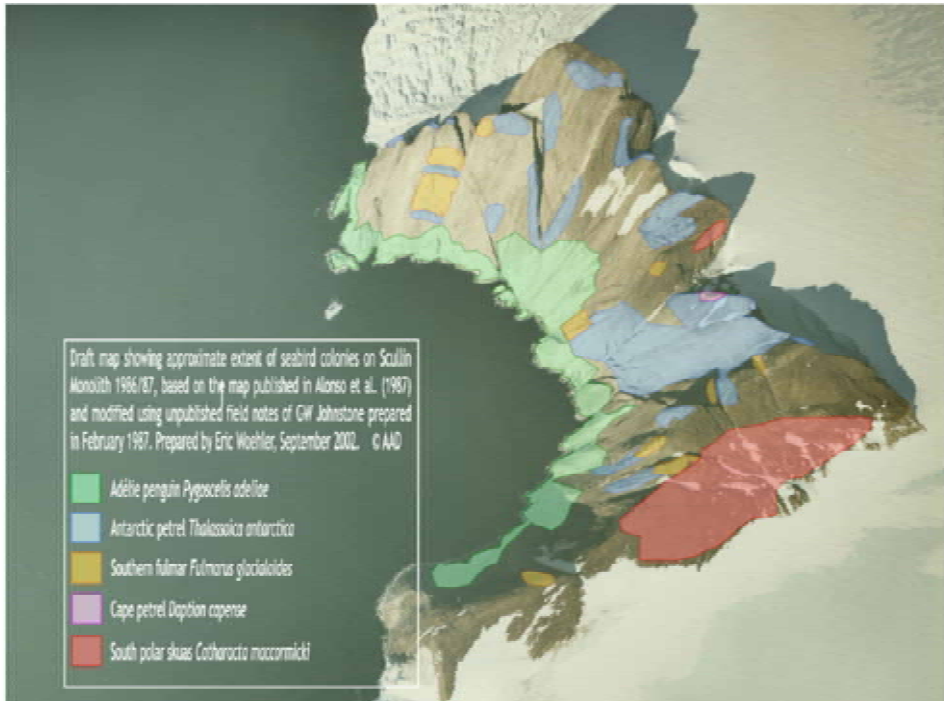 Draft map showing approximate extent of seabird colonies on Scullin
Monolith 1986/87, based on the map published in Alonso et al. (1987)
and modified using unpublished field notes of GW Johnstone prepared
in February 1987. Prepared by Eric Woehler, September 2002. © AAD
Adélie penguin Pygoscelis adeliae
Antarctic petrel Thalassoica antarctica
Southern fulmar Fulmarus glacialoides
Cape petrel Daption capense
South polar skuas Catharacta maccormicki